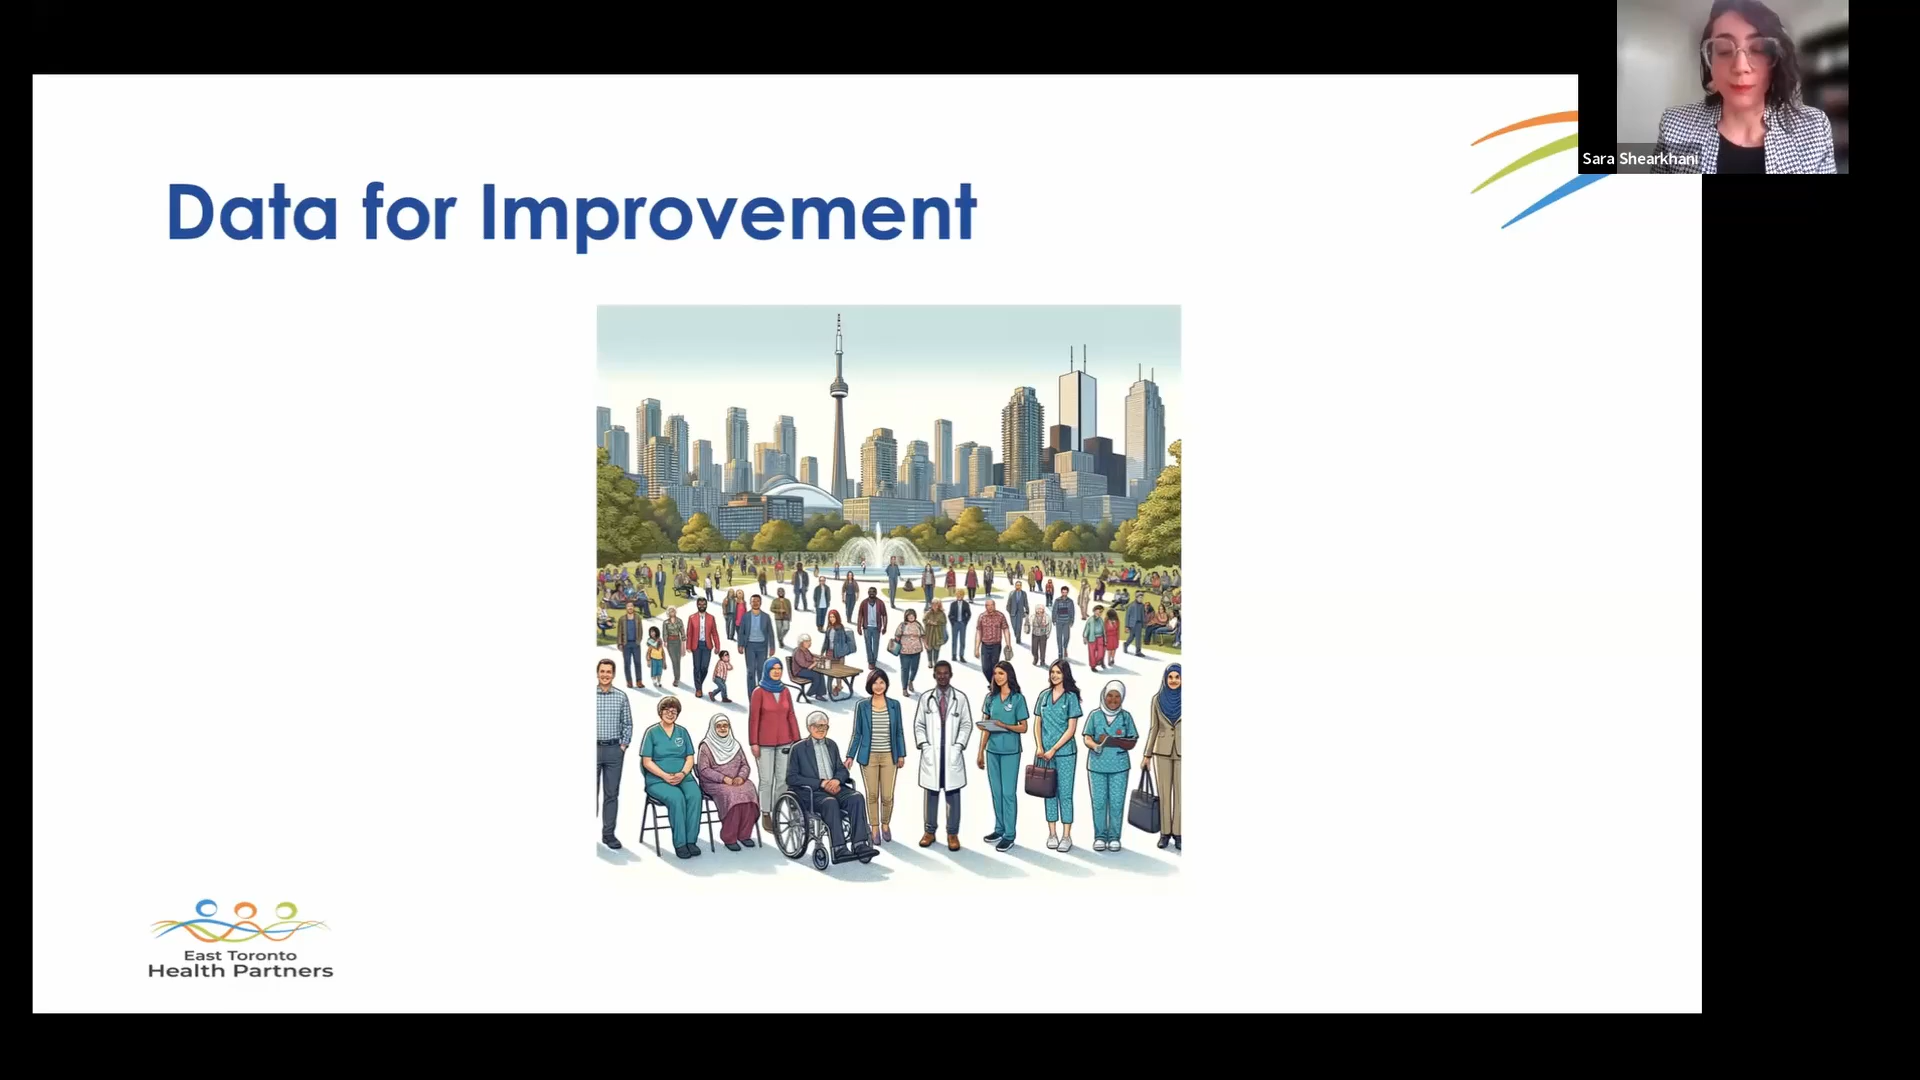 Sara Shearkhani
Data for Improvement
East Toronto
Health Partners